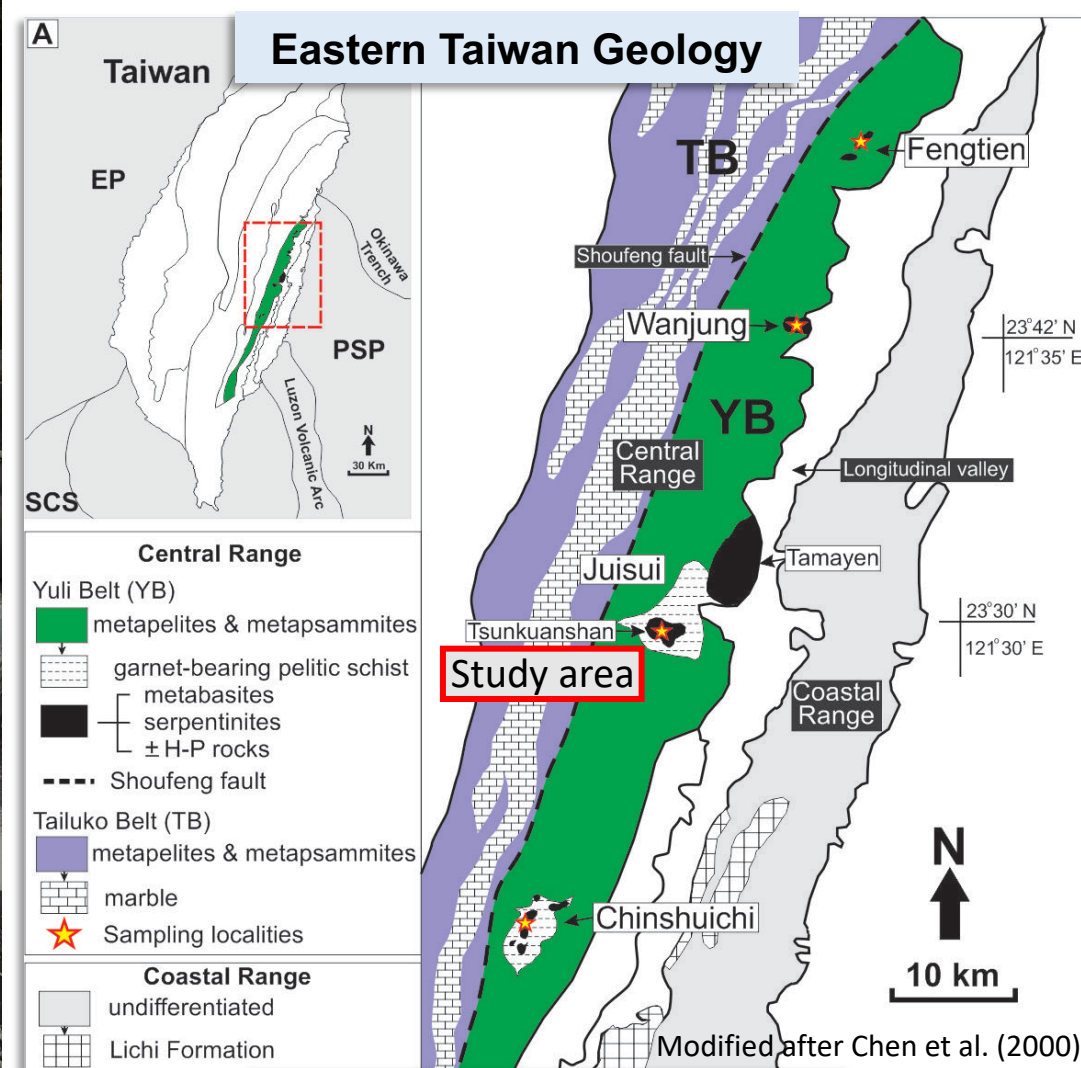 A
Eastern Taiwan Geology
Taiwan
EP
Okinawa
Trench
PSP
Luzon Volcanic Arc
N
30 Km
SCS
Central Range
Yuli Belt (YB)
metapelites & metapsammites
garnet-bearing pelitic schist
metabasites
serpentinites
± H-P rocks
Shoufeng fault
Tailuko Belt (TB)
metapelites & metapsammites
marble
Sampling localities
Coastal Range
undifferentiated
Lichi Formation
TB
Fengtien
Shoufeng fault
Wanjung
23°42' N
121°35' E
YB
Central
Range
Longitudinal valley
Juisui
Tamayen
Tsunkuanshan
23°30' N
121°30' E
Study area
Coastal
Range
N
Chinshuichi
10 km
Modified after Chen et al. (2000)